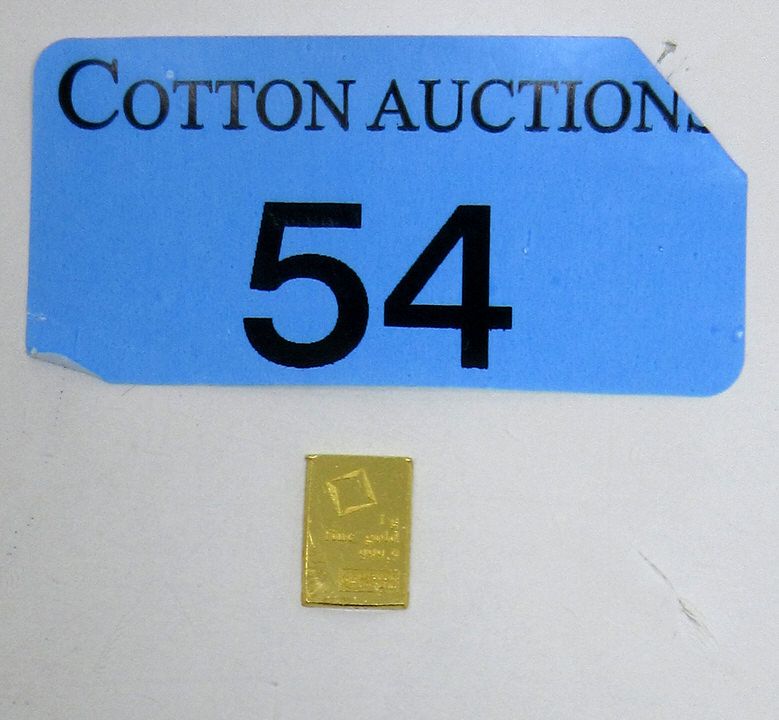 COTTON AUCTIONS
54
1g
fine gold
999,9